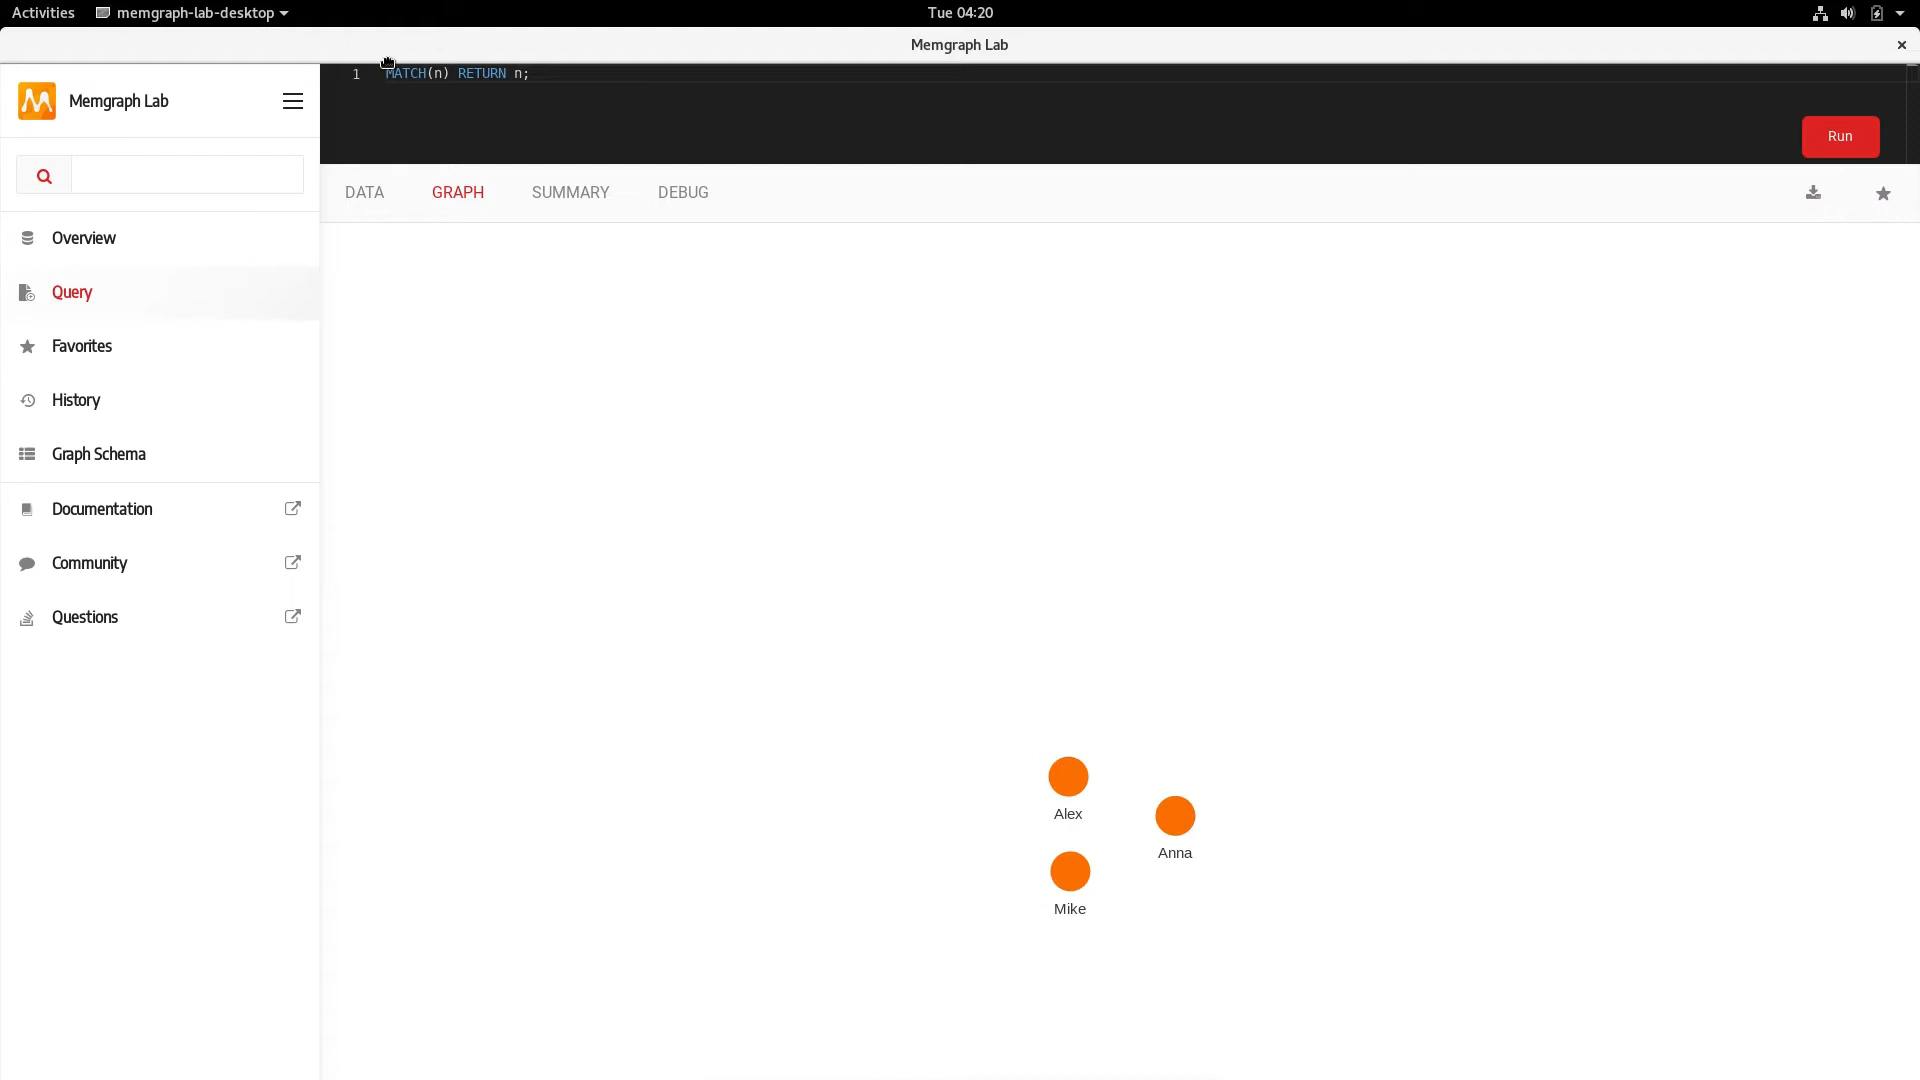 Activities memgraph-lab-desktop Tue 04:20
Memgraph Lab
Memgraph Lab
1 MATCH(n) RETURN n;
Run
DATA GRAPH SUMMARY DEBUG
Overview
Query
Favorites
History
Graph Schema
Documentation
Community
Questions
Alex
Anna
Mike